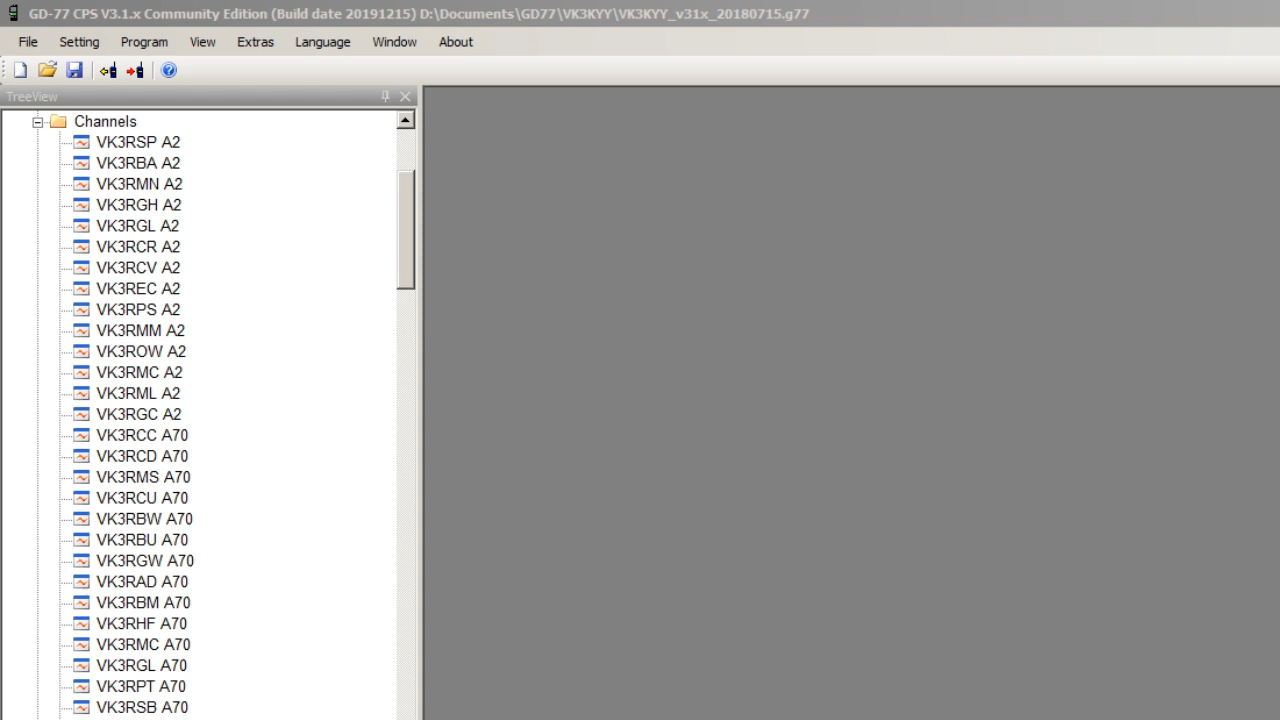 GD-77 CPS V3.1.x Community Edition (Build date 20191215) D:\Documents\GD77\VK3KYY\VK3KYY_v31x_20180715.g77
File Setting Program View Extras Language Window About
TreeView
Channels
VK3RSP A2
VK3RBA A2
VK3RMN A2
VK3RGH A2
VK3RGL A2
VK3RCR A2
VK3RCV A2
VK3REC A2
VK3RPS A2
VK3RMM A2
VK3ROW A2
VK3RMC A2
VK3RML A2
VK3RGC A2
VK3RCC A70
VK3RCD A70
VK3RMS A70
VK3RCU A70
VK3RBW A70
VK3RBU A70
VK3RGW A70
VK3RAD A70
VK3RBM A70
VK3RHF A70
VK3RMC A70
VK3RGL A70
VK3RPT A70
VK3RSB A70